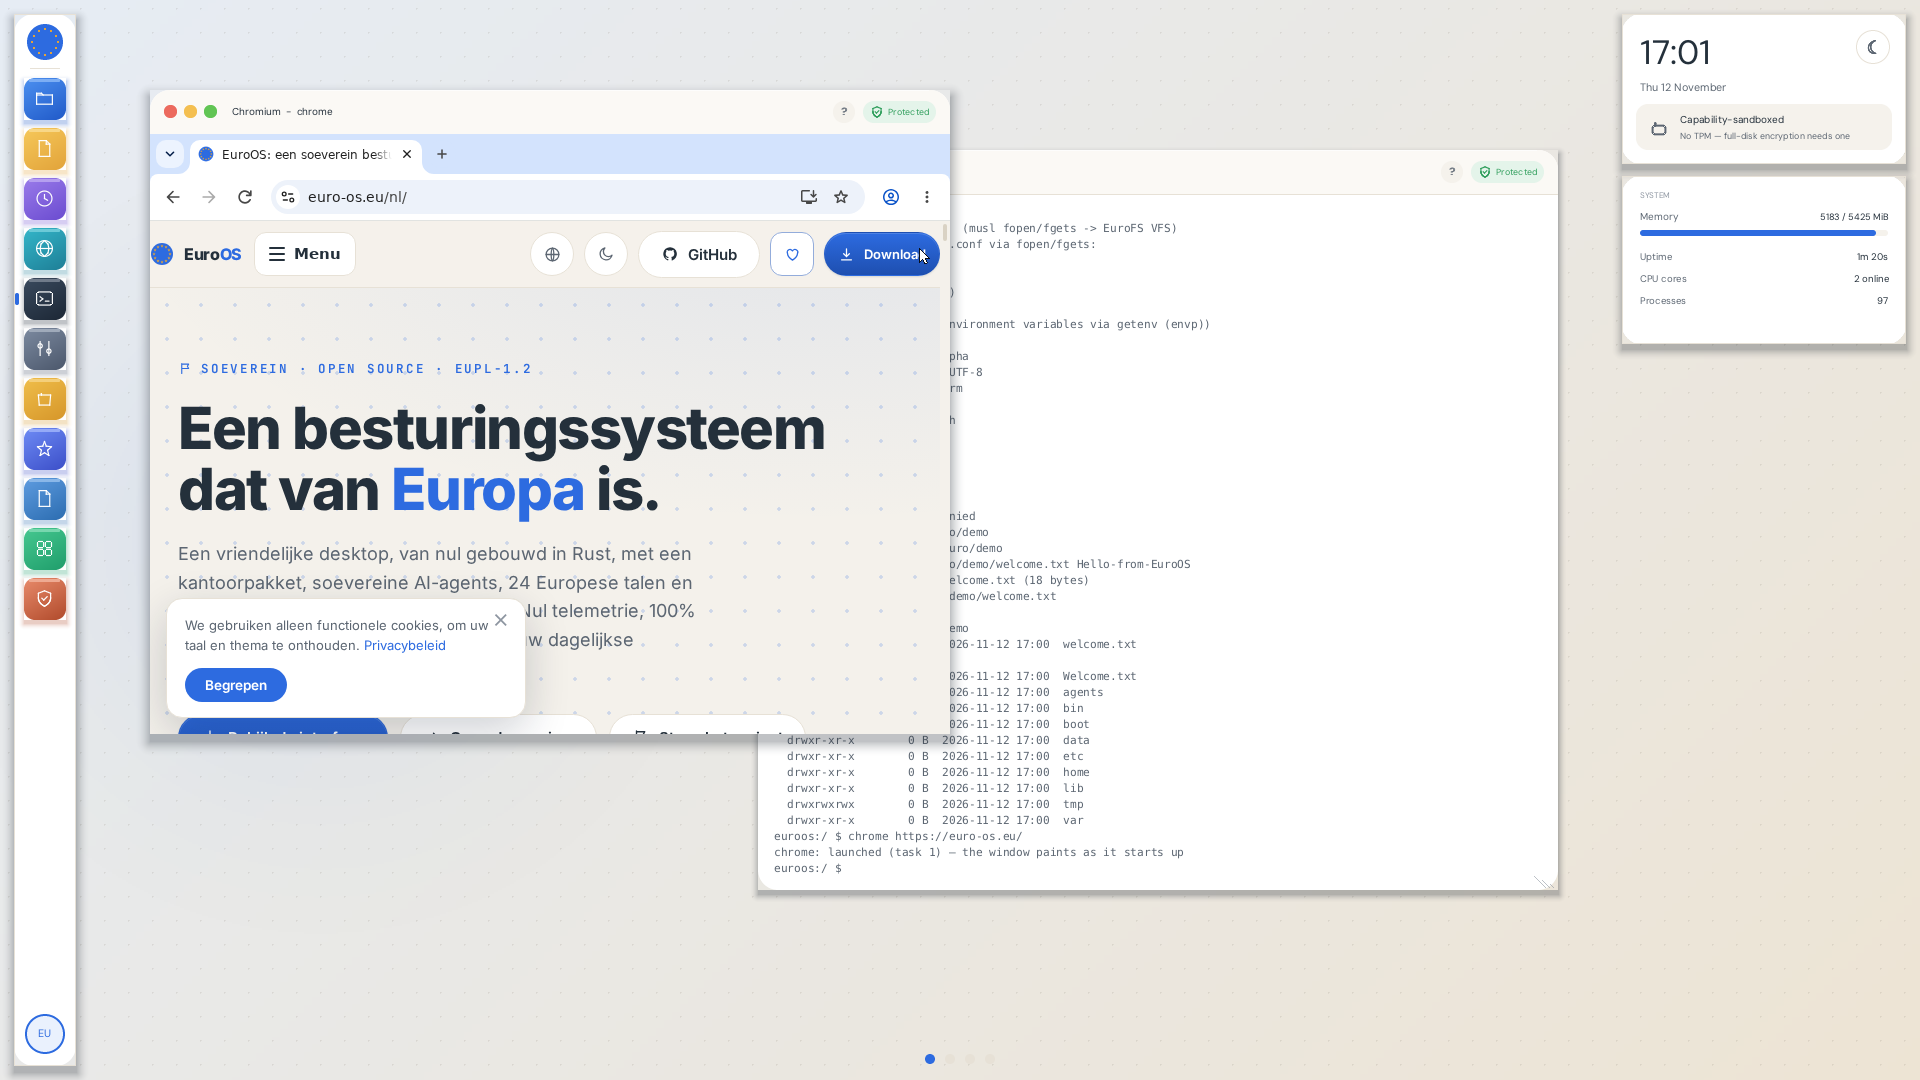 Chromium - chrome
?
Protected
EuroOS: een soeverein best
euro-os.eu/nl/
EuroOS
Menu
GitHub
Download
SOEVEREIN · OPEN SOURCE · EUPL-1.2
Een besturingssysteem
dat van Europa is.
Een vriendelijke desktop, van nul gebouwd in Rust, met een
kantoorpakket, soevereine AI-agents, 24 Europese talen en
Nul telemetrie, 100%
uw dagelijkse
We gebruiken alleen functionele cookies, om uw
taal en thema te onthouden. Privacybeleid
Begrepen
?
Protected
(musl fopen/fgets -> EuroFS VFS)
.conf via fopen/fgets:
)
nvironment variables via getenv (envp))
pha
UTF-8
rm
h
nied
o/demo
uro/demo
o/demo/welcome.txt Hello-from-EuroOS
elcome.txt (18 bytes)
demo/welcome.txt
emo
026-11-12 17:00 welcome.txt
026-11-12 17:00 Welcome.txt
026-11-12 17:00 agents
026-11-12 17:00 bin
026-11-12 17:00 boot
drwxr-xr-x 0 B 2026-11-12 17:00 data
drwxr-xr-x 0 B 2026-11-12 17:00 etc
drwxr-xr-x 0 B 2026-11-12 17:00 home
drwxr-xr-x 0 B 2026-11-12 17:00 lib
drwxrwxrwx 0 B 2026-11-12 17:00 tmp
drwxr-xr-x 0 B 2026-11-12 17:00 var
euroos:/ $ chrome https://euro-os.eu/
chrome: launched (task 1) — the window paints as it starts up
euroos:/ $
17:01
Thu 12 November
Capability-sandboxed
No TPM — full-disk encryption needs one
SYSTEM
Memory 5183 / 5425 MiB
Uptime 1m 20s
CPU cores 2 online
Processes 97
EU